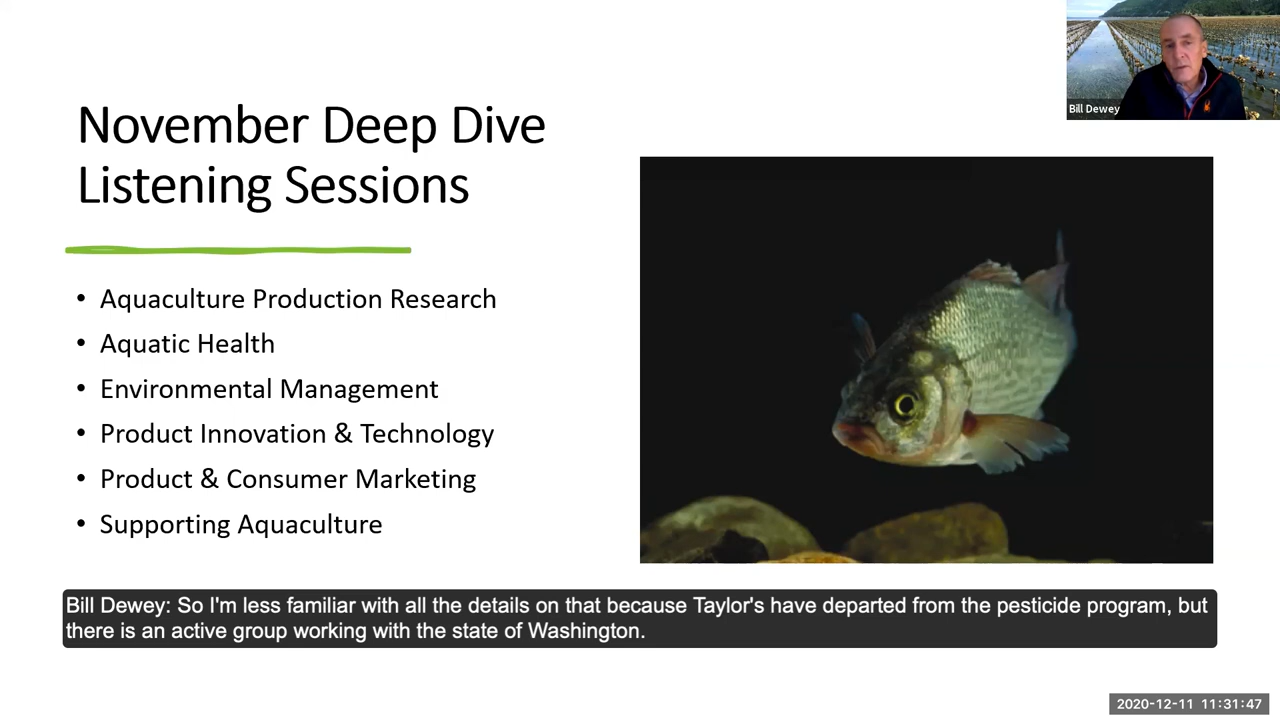 Bill Dewey
November Deep Dive
Listening Sessions
• Aquaculture Production Research
• Aquatic Health
• Environmental Management
• Product Innovation & Technology
• Product & Consumer Marketing
• Supporting Aquaculture
Bill Dewey: So I'm less familiar with all the details on that because Taylor's have departed from the pesticide program, but
there is an active group working with the state of Washington.
2020-12-11 11:31:47